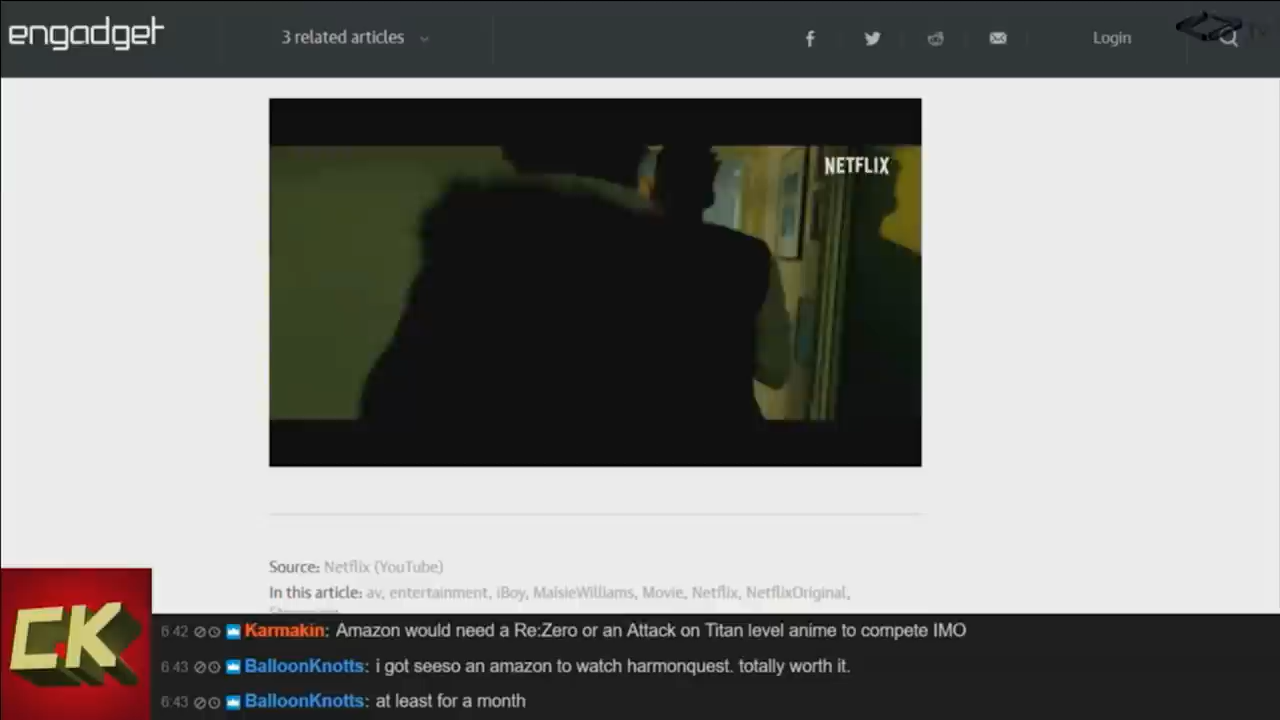 engadget
3 related articles
Login
NETFLIX
Source: Netflix (YouTube)
In this article: av, entertainment, iBoy, MaisieWilliams, Movie, Netflix, NetflixOriginal,
CK
6:42 Karmakin: Amazon would need a Re:Zero or an Attack on Titan level anime to compete IMO
6:43 BalloonKnotts: i got seeso an amazon to watch harmonquest. totally worth it.
6:43 BalloonKnotts: at least for a month